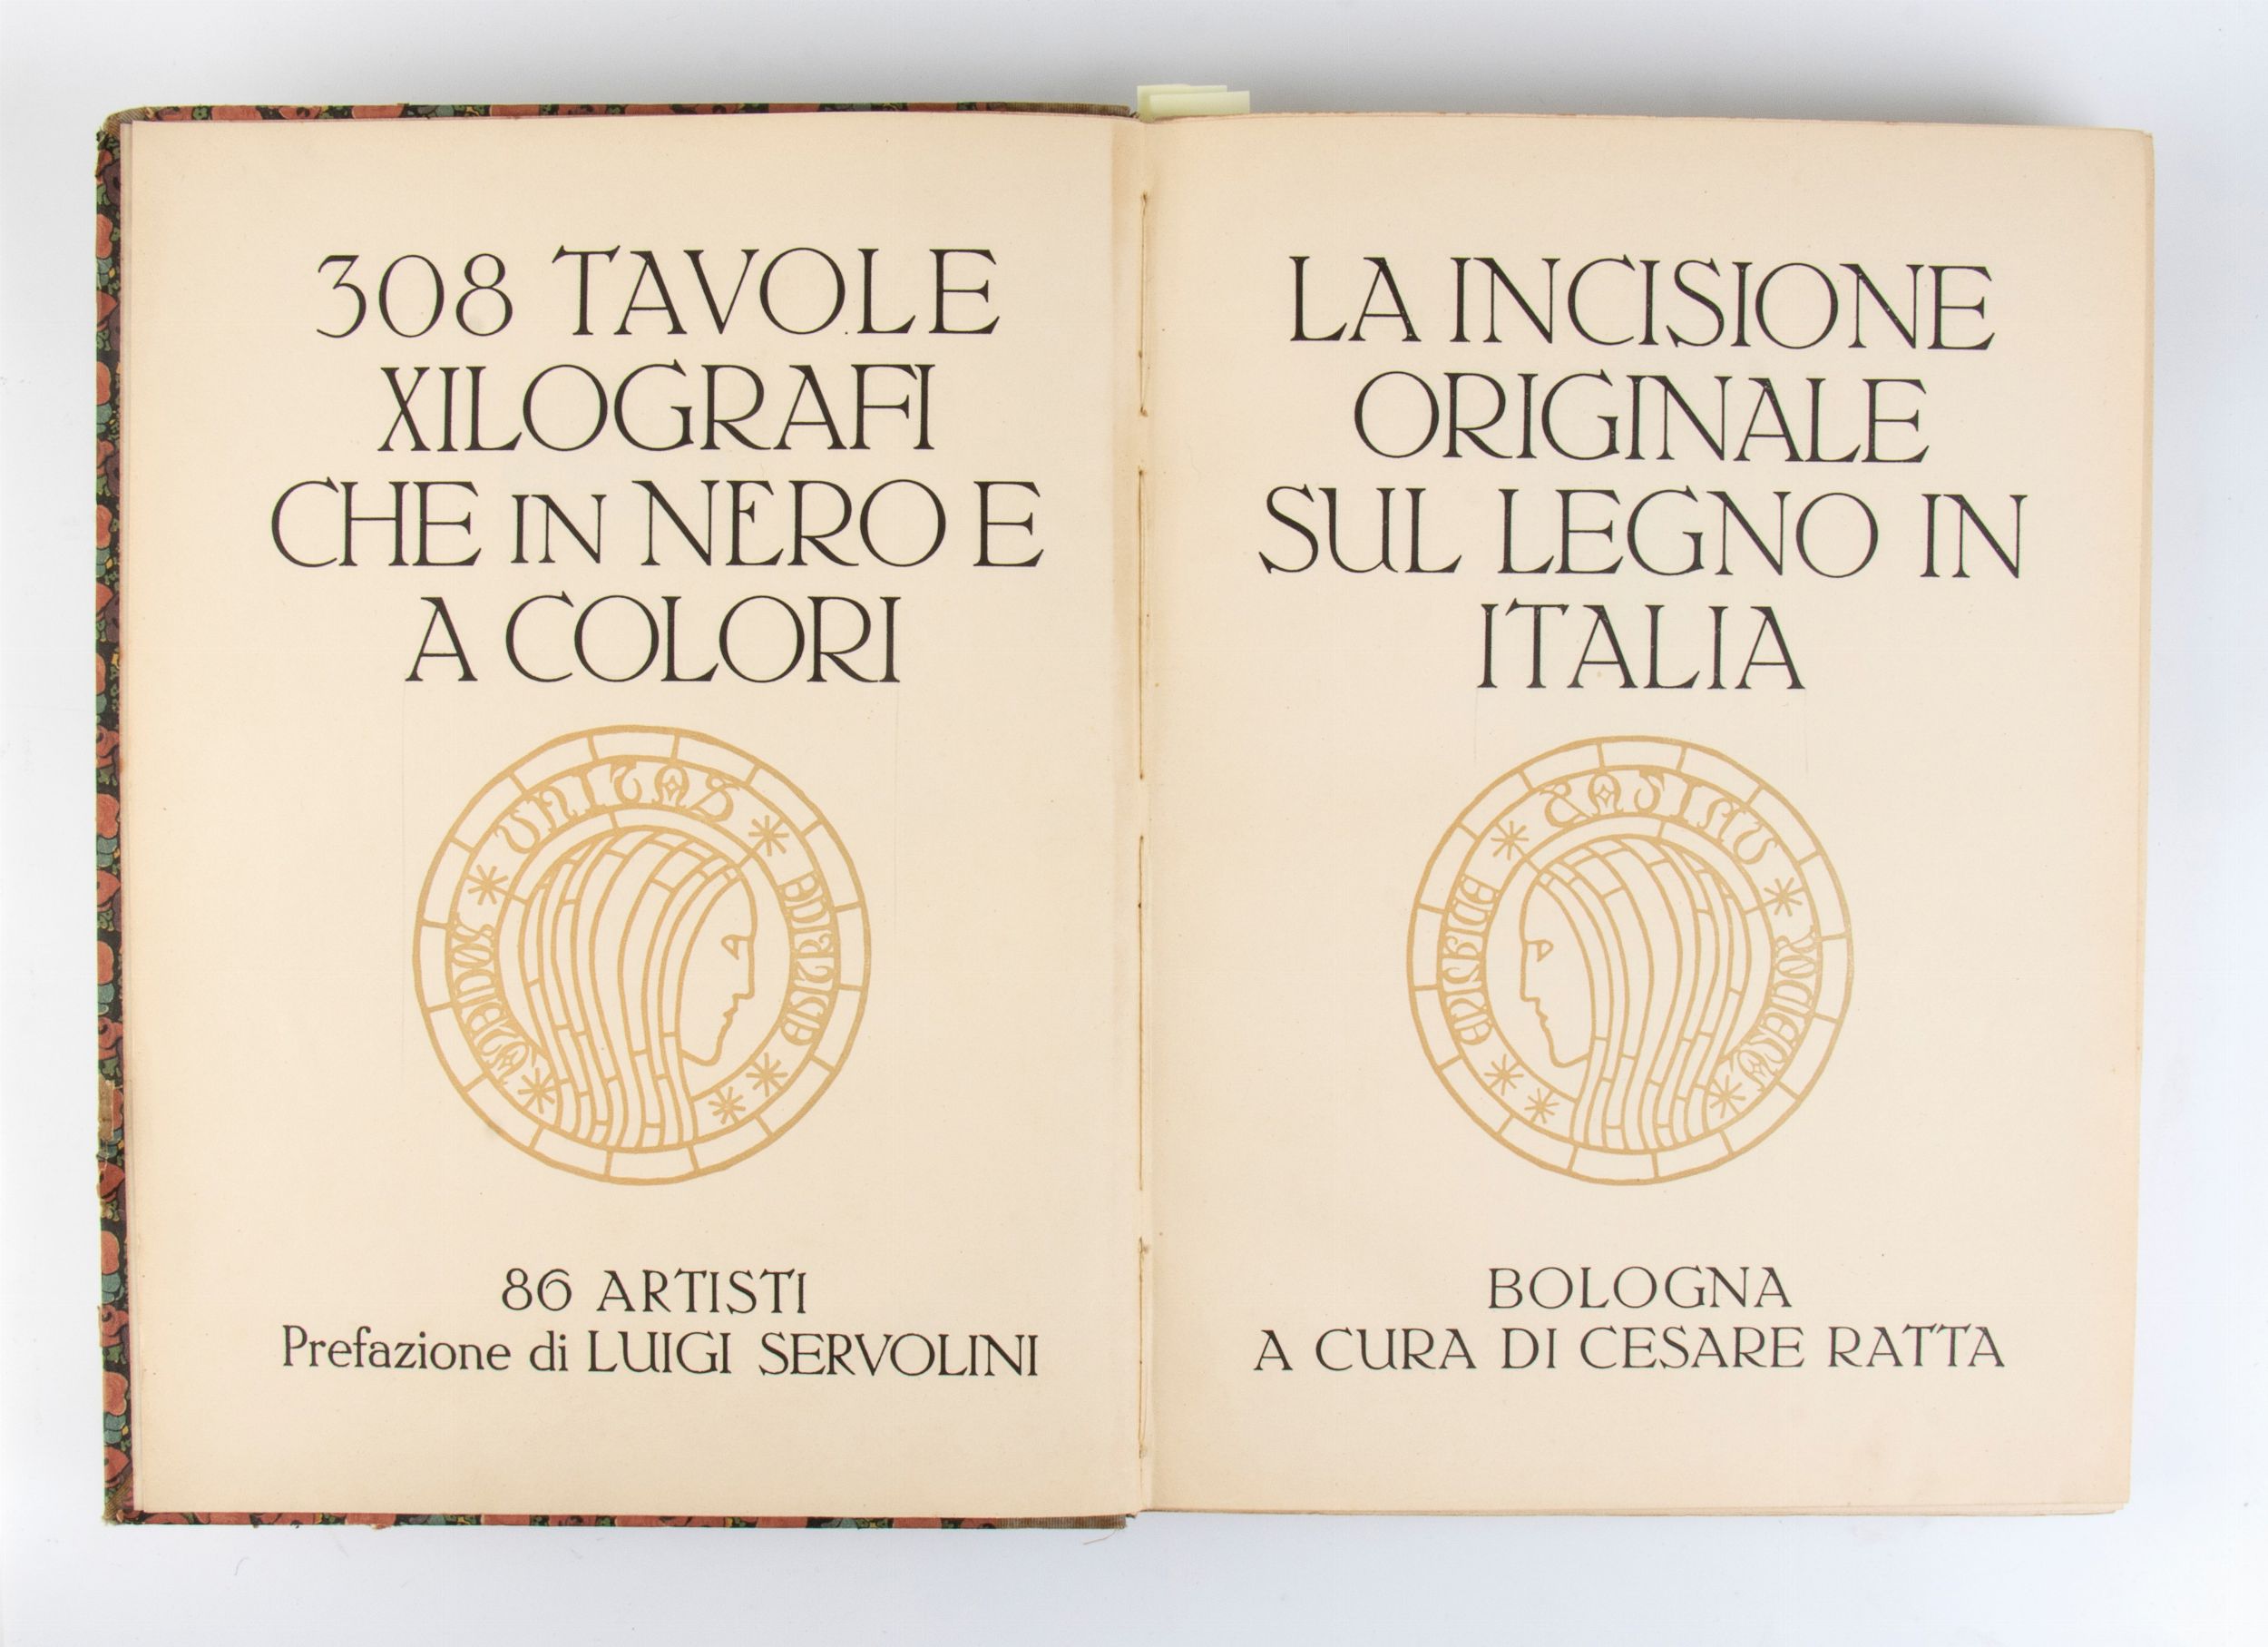 308 TAVOLE
XILOGRAFI
CHE IN NERO E
A COLORI
UNITAS
86 ARTISTI
Prefazione di LUIGI SERVOLINI
LA INCISIONE
ORIGINALE
SUL LEGNO IN
ITALIA
BOLOGNA
A CURA DI CESARE RATTA